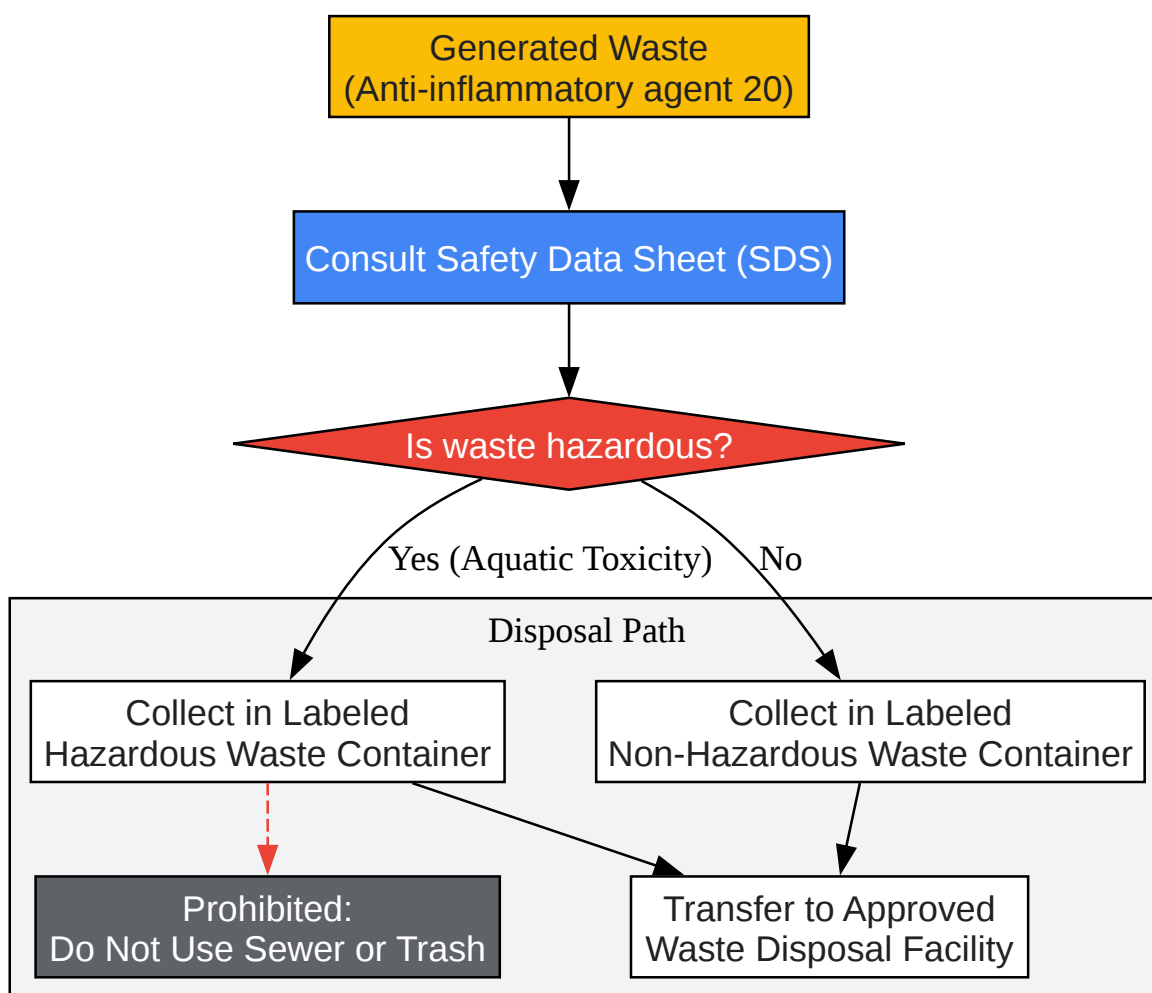 Generated Waste
(Anti-inflammatory agent 20)
Consult Safety Data Sheet (SDS)
Is waste hazardous?
Yes (Aquatic Toxicity)
No
Disposal Path
Collect in Labeled
Hazardous Waste Container
Collect in Labeled
Non-Hazardous Waste Container
Prohibited:
Do Not Use Sewer or Trash
Transfer to Approved
Waste Disposal Facility